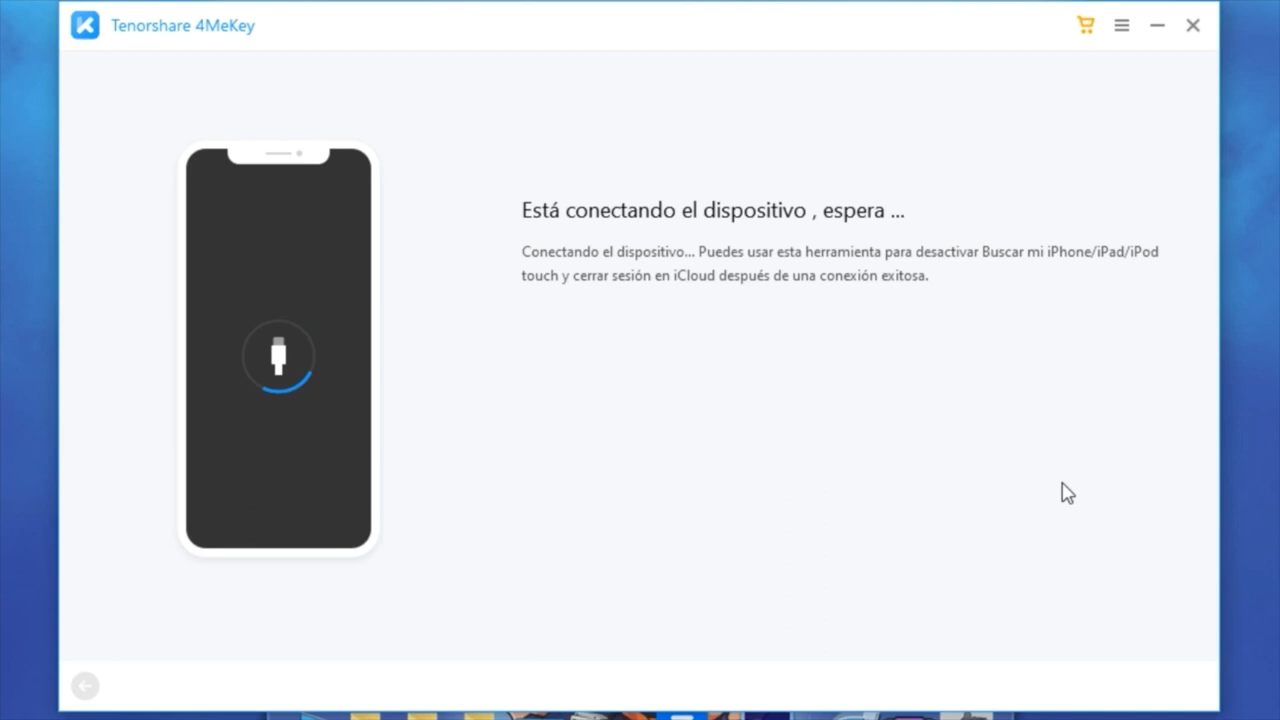 Tenorshare 4MeKey
Está conectando el dispositivo , espera ...
Conectando el dispositivo... Puedes usar esta herramienta para desactivar Buscar mi iPhone/iPad/iPod
touch y cerrar sesión en iCloud después de una conexión exitosa.